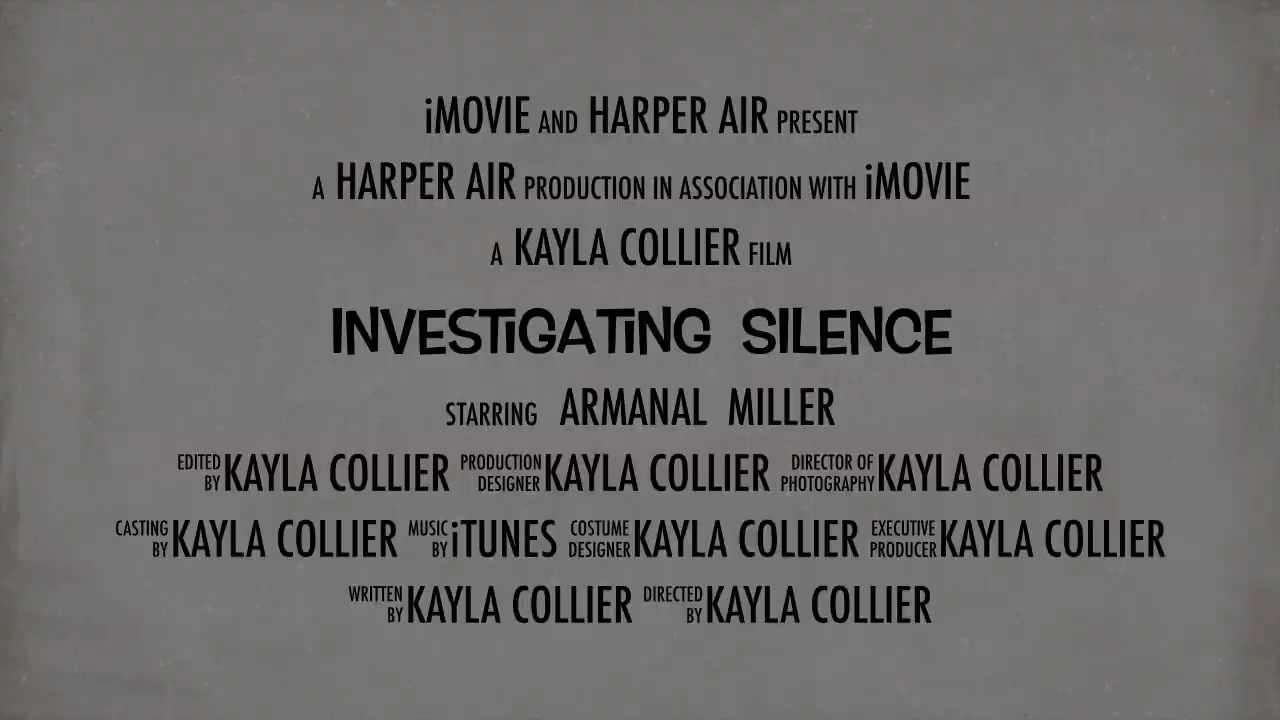 iMOVIE AND HARPER AIR PRESENT
A HARPER AIR PRODUCTION IN ASSOCIATION WITH iMOVIE
A KAYLA COLLIER FILM
INVESTIGATING SILENCE
STARRING ARMANAL MILLER
EDITED BY KAYLA COLLIER PRODUCTION DESIGNER KAYLA COLLIER DIRECTOR OF PHOTOGRAPHY KAYLA COLLIER
CASTING BY KAYLA COLLIER MUSIC BY iTUNES COSTUME DESIGNER KAYLA COLLIER EXECUTIVE PRODUCER KAYLA COLLIER
WRITTEN BY KAYLA COLLIER DIRECTED BY KAYLA COLLIER